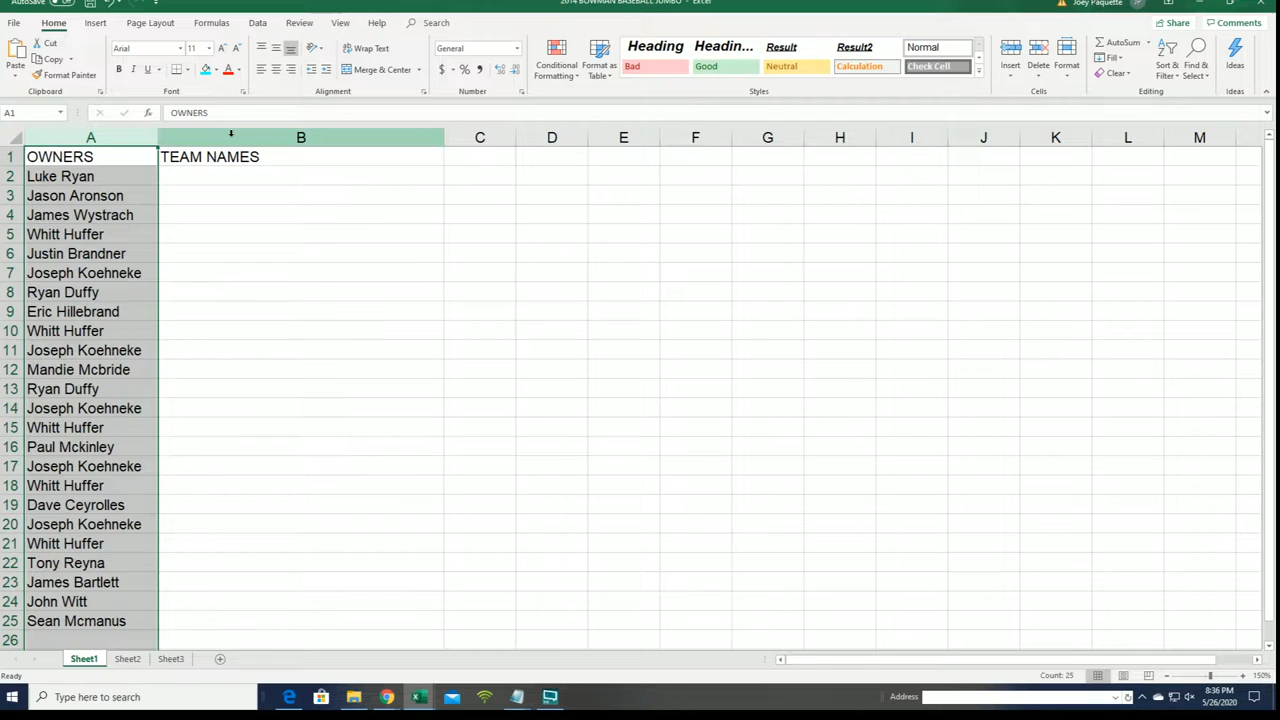 AutoSave Off 2014 BOWMAN BASEBALL JUMBO - Excel Joey Paquette JP
File Home Insert Page Layout Formulas Data Review View Help Search Share Comments
Paste Cut Copy Format Painter Clipboard
Arial 11 B I U A Font
Wrap Text Merge & Center Alignment
General $ % , Number
Conditional Formatting Format as Table
Heading Headin... Result Result2 Normal
Bad Good Neutral Calculation Check Cell
Styles
Insert Delete Format Cells
AutoSum Fill Clear Sort & Filter Find & Select Editing
Ideas Ideas
A1 fx OWNERS
A B C D E F G H I J K L M
1 OWNERS TEAM NAMES
2 Luke Ryan
3 Jason Aronson
4 James Wystrach
5 Whitt Huffer
6 Justin Brandner
7 Joseph Koehneke
8 Ryan Duffy
9 Eric Hillebrand
10 Whitt Huffer
11 Joseph Koehneke
12 Mandie Mcbride
13 Ryan Duffy
14 Joseph Koehneke
15 Whitt Huffer
16 Paul Mckinley
17 Joseph Koehneke
18 Whitt Huffer
19 Dave Ceyrolles
20 Joseph Koehneke
21 Whitt Huffer
22 Tony Reyna
23 James Bartlett
24 John Witt
25 Sean Mcmanus
26
Sheet1 Sheet2 Sheet3
Ready Count: 25 150%
Type here to search Address 8:36 PM
5/26/2020